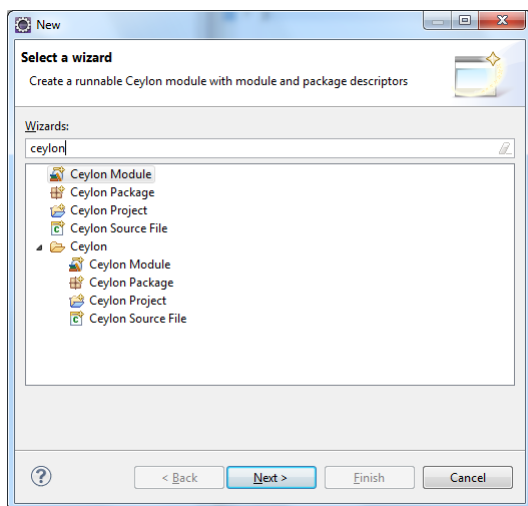 New
Select a wizard
Create a runnable Ceylon module with module and package descriptors
Wizards:
ceylon
Ceylon Module
Ceylon Package
Ceylon Project
Ceylon Source File
Ceylon
Ceylon Module
Ceylon Package
Ceylon Project
Ceylon Source File
? < Back Next > Finish Cancel